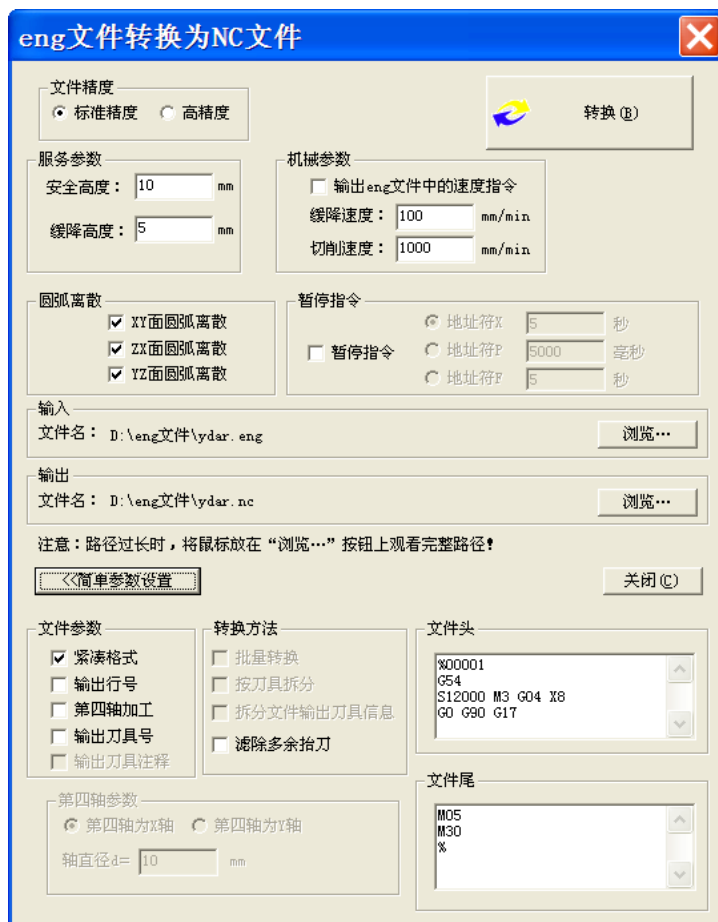 eng文件转换为NC文件
文件精度
标准精度 高精度
转换(B)
服务参数
安全高度： 10 mm
缓降高度： 5 mm
机械参数
输出eng文件中的速度指令
缓降速度： 100 mm/min
切削速度： 1000 mm/min
圆弧离散
XY面圆弧离散
ZX面圆弧离散
YZ面圆弧离散
暂停指令
暂停指令
地址符X 5 秒
地址符P 5000 毫秒
地址符F 5 秒
输入
文件名： D:\eng文件\ydar.eng 浏览…
输出
文件名： D:\eng文件\ydar.nc 浏览…
注意：路径过长时，将鼠标放在“浏览…”按钮上观看完整路径！
<<简单参数设置 关闭(C)
文件参数
紧凑格式
输出行号
第四轴加工
输出刀具号
输出刀具注释
转换方法
批量转换
按刀具拆分
拆分文件输出刀具信息
滤除多余抬刀
文件头
%00001
G54
S12000 M3 G04 X8
G0 G90 G17
第四轴参数
第四轴为X轴 第四轴为Y轴
轴直径d= 10 mm
文件尾
M05
M30
%